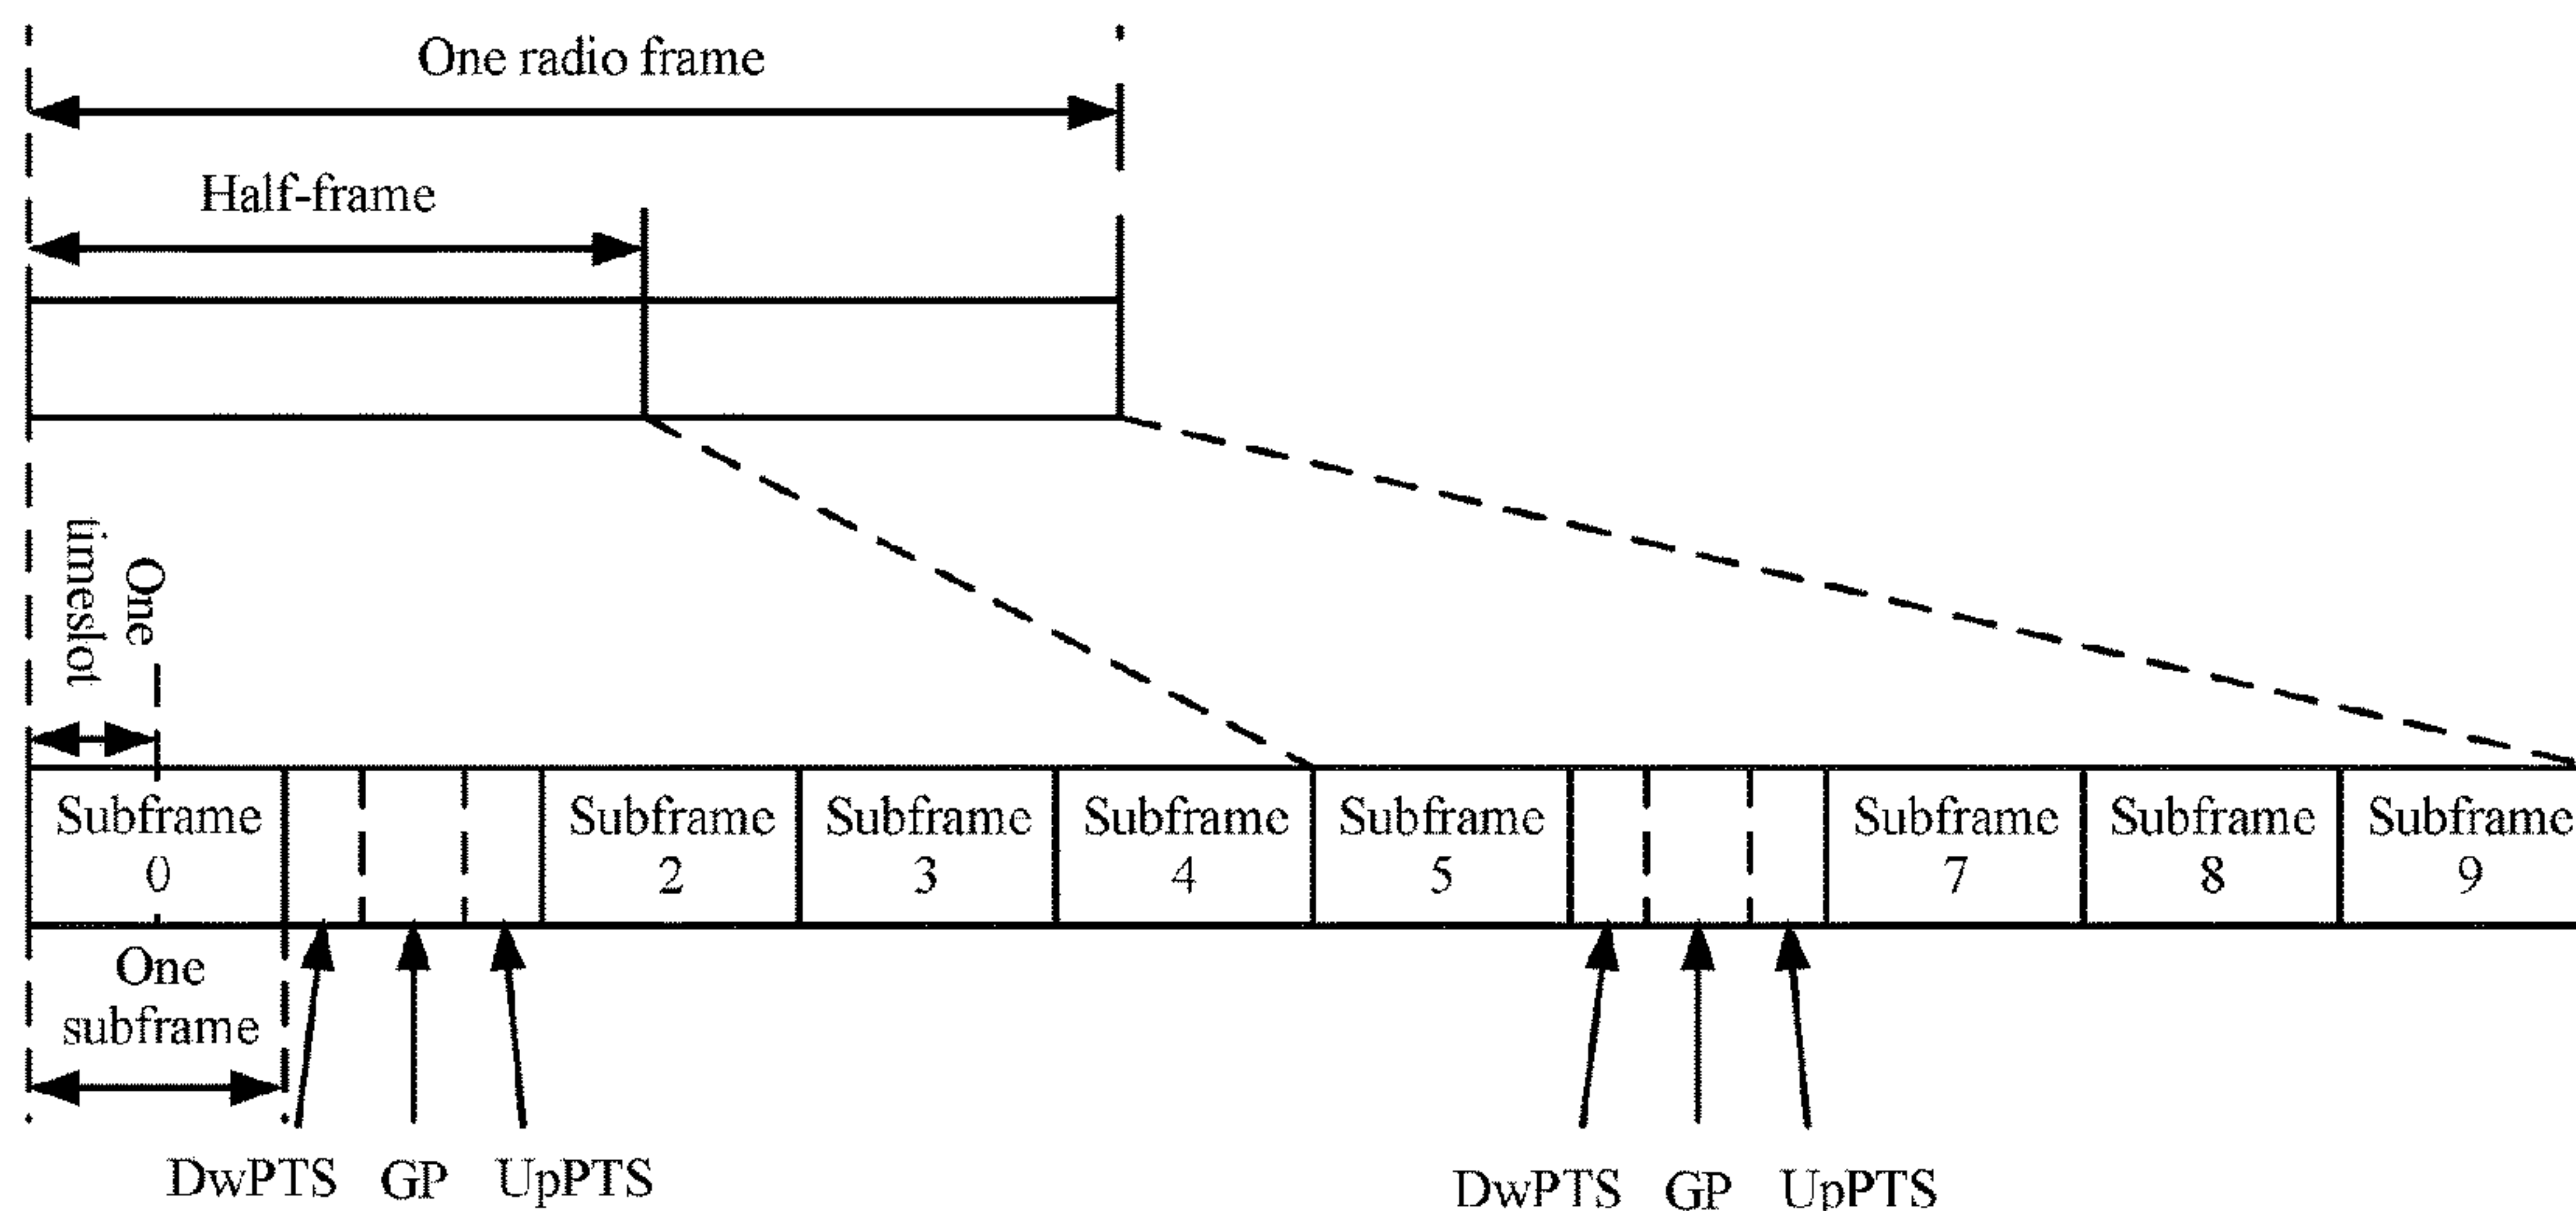 One radio frame
Half-frame
One
timeslot
Subframe
0
Subframe
2
Subframe
3
Subframe
4
Subframe
5
Subframe
7
Subframe
8
Subframe
9
One
subframe
DwPTS
GP
UpPTS
DwPTS
GP
UpPTS